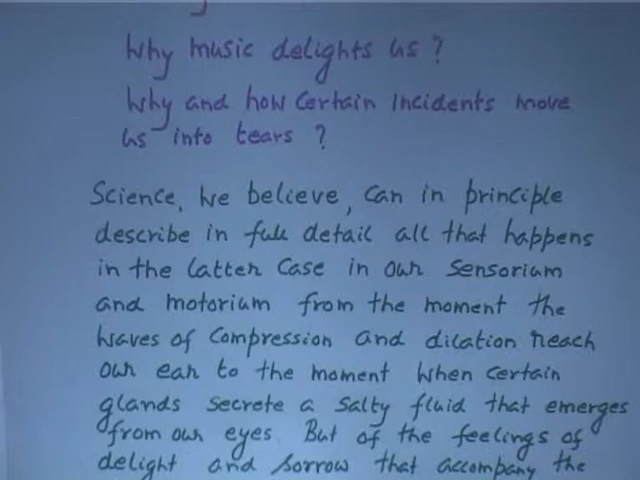 Why music delights us?
Why and how certain incidents move
us into tears?
Science, we believe, can in principle
describe in full detail all that happens
in the latter case in our sensorium
and motorium from the moment the
waves of compression and dilation reach
our ear to the moment when certain
glands secrete a salty fluid that emerges
from our eyes. But of the feelings of
delight and sorrow that accompany the